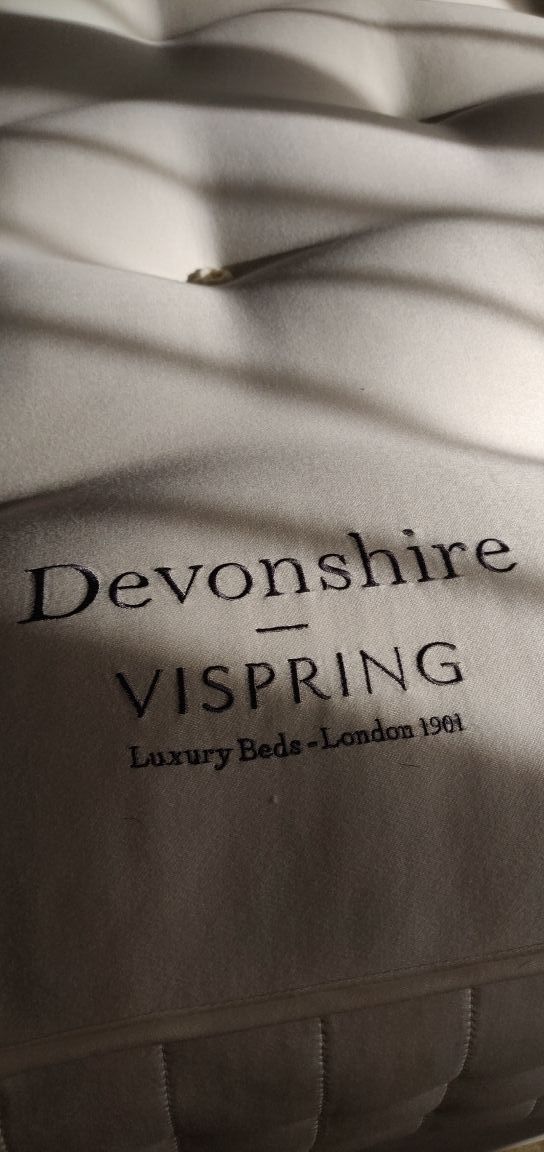 Devonshire
—
VISPRING
Luxury Beds - London 1901